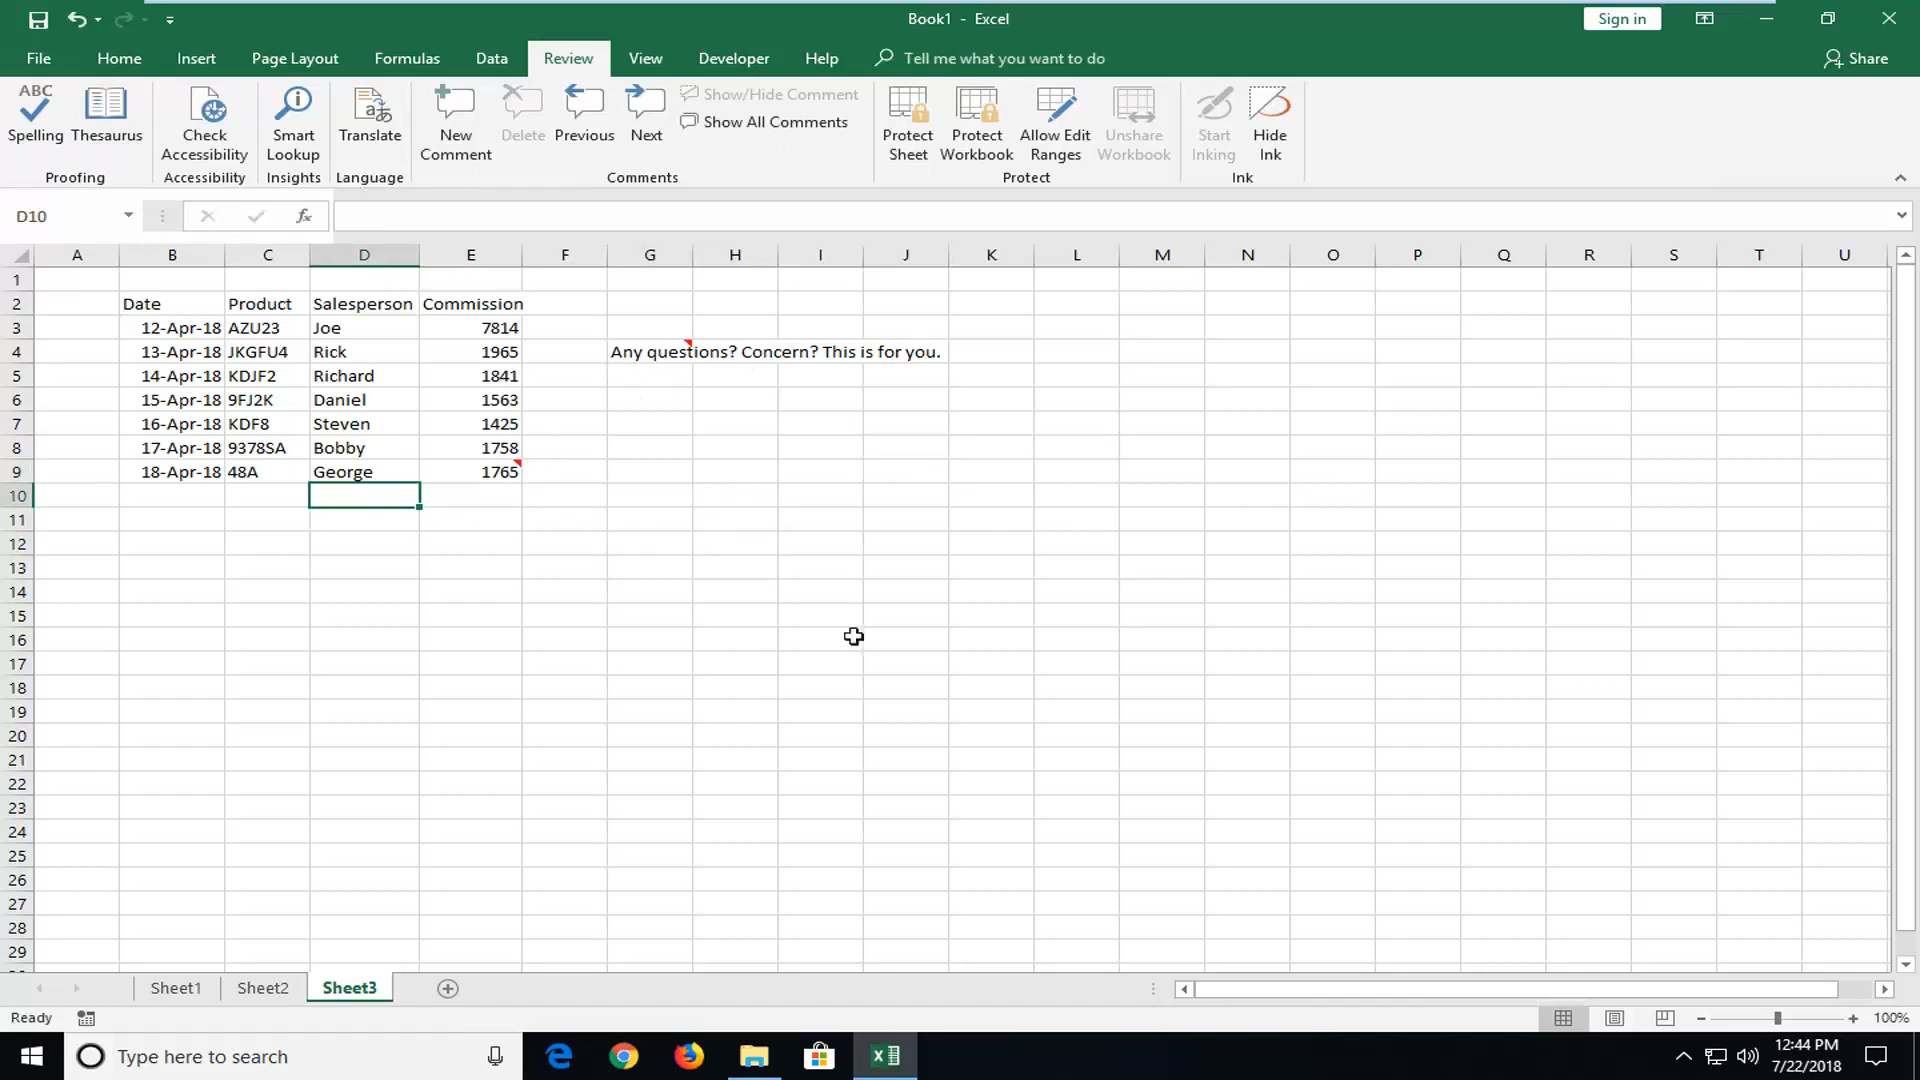 Book1 - Excel
Sign in
File Home Insert Page Layout Formulas Data Review View Developer Help Tell me what you want to do Share
ABC
Spelling
Thesaurus
Proofing
Check Accessibility
Accessibility
Smart Lookup
Insights
Translate
Language
New Comment
Delete
Previous
Next
Show/Hide Comment
Show All Comments
Comments
Protect Sheet
Protect Workbook
Allow Edit Ranges
Unshare Workbook
Protect
Start Inking
Hide Ink
Ink
D10 fx
A B C D E F G H I J K L M N O P Q R S T U
1
2 Date Product Salesperson Commission
3 12-Apr-18 AZU23 Joe 7814
4 13-Apr-18 JKGFU4 Rick 1965 Any questions? Concern? This is for you.
5 14-Apr-18 KDJF2 Richard 1841
6 15-Apr-18 9FJ2K Daniel 1563
7 16-Apr-18 KDF8 Steven 1425
8 17-Apr-18 9378SA Bobby 1758
9 18-Apr-18 48A George 1765
10
11
12
13
14
15
16
17
18
19
20
21
22
23
24
25
26
27
28
29
Sheet1 Sheet2 Sheet3
Ready 100%
Type here to search
12:44 PM
7/22/2018